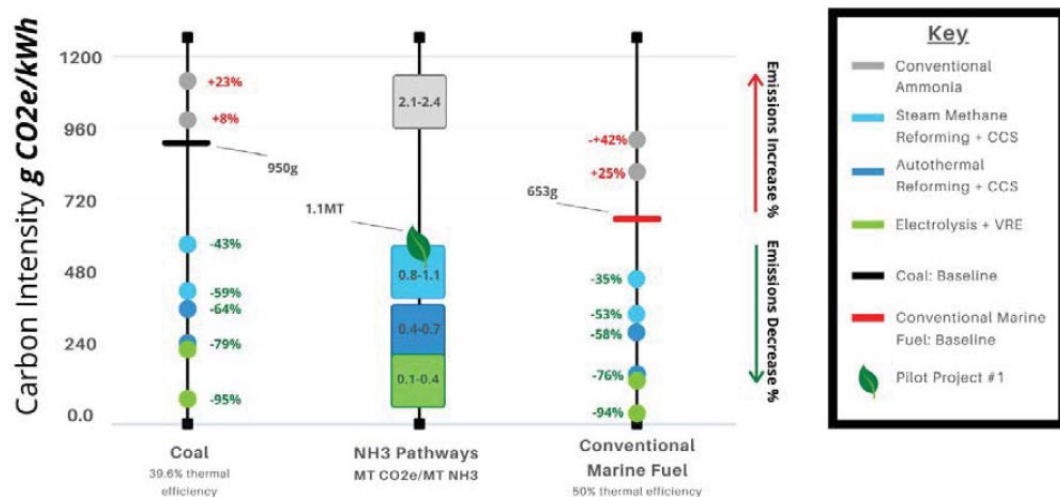 Carbon Intensity g CO2e/kWh
1200
960
720
480
240
0.0
+23%
+8%
950g
-43%
-59%
-64%
-79%
-95%
Coal
39.6% thermal
efficiency
2.1-2.4
1.1MT
0.8-1.1
0.4-0.7
0.1-0.4
NH3 Pathways
MT CO2e/MT NH3
-+42%
+25%
653g
-35%
-53%
-58%
-76%
-94%
Conventional
Marine Fuel
50% thermal efficiency
Emissions Increase %
Emissions Decrease %
Key
Conventional
Ammonia
Steam Methane
Reforming + CCS
Autothermal
Reforming + CCS
Electrolysis + VRE
Coal: Baseline
Conventional Marine
Fuel: Baseline
Pilot Project #1